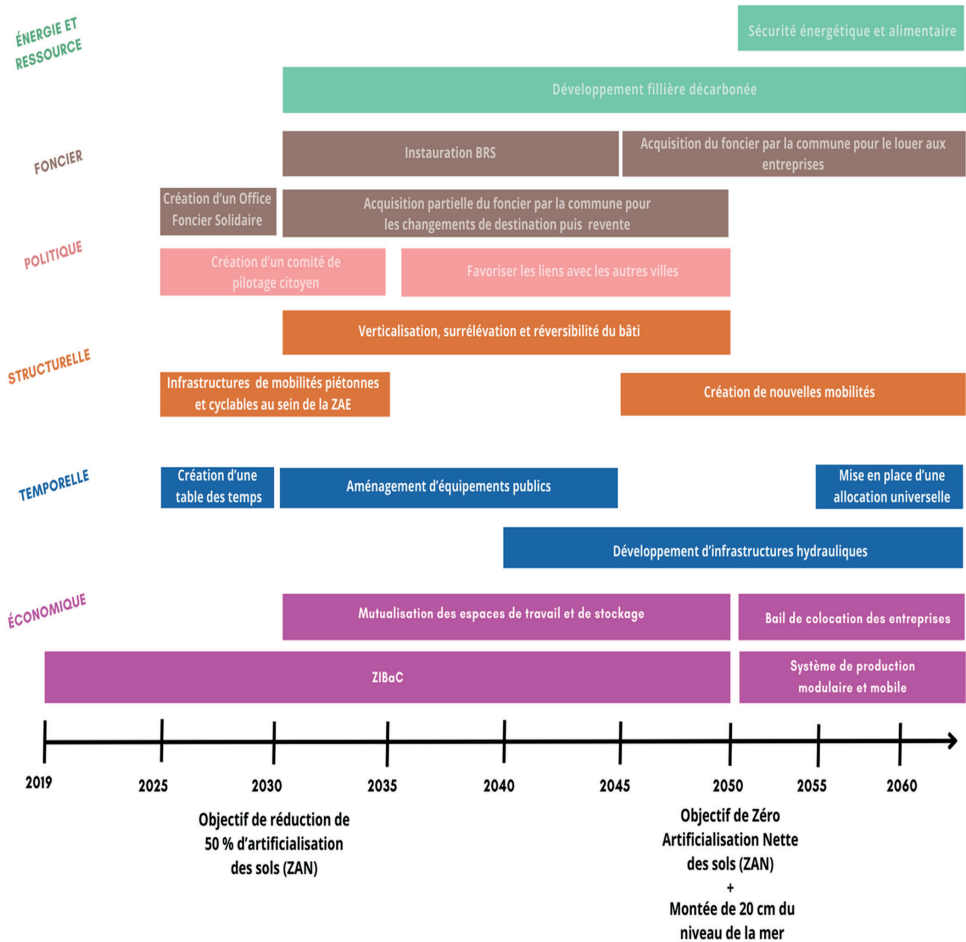 ÉNERGIE ET
RESSOURCE
Sécurité énergétique et alimentaire
Développement fillière décarbonée
FONCIER
Instauration BRS
Acquisition du foncier par la commune pour le louer aux
entreprises
Création d'un Office
Foncier Solidaire
Acquisition partielle du foncier par la commune pour
les changements de destination puis revente
POLITIQUE
Création d'un comité de
pilotage citoyen
Favoriser les liens avec les autres villes
Verticalisation, surrélévation et réversibilité du bâti
STRUCTURELLE
Infrastructures de mobilités piétonnes
et cyclables au sein de la ZAE
Création de nouvelles mobilités
TEMPORELLE
Création d'une
table des temps
Aménagement d'équipements publics
Mise en place d'une
allocation universelle
Développement d'infrastructures hydrauliques
ÉCONOMIQUE
Mutualisation des espaces de travail et de stockage
Bail de colocation des entreprises
ZIBaC
Système de production
modulaire et mobile
2019
2025
2030
2035
2040
2045
2050
2055
2060
Objectif de réduction de
50 % d'artificialisation
des sols (ZAN)
Objectif de Zéro
Artificialisation Nette
des sols (ZAN)
+
Montée de 20 cm du
niveau de la mer